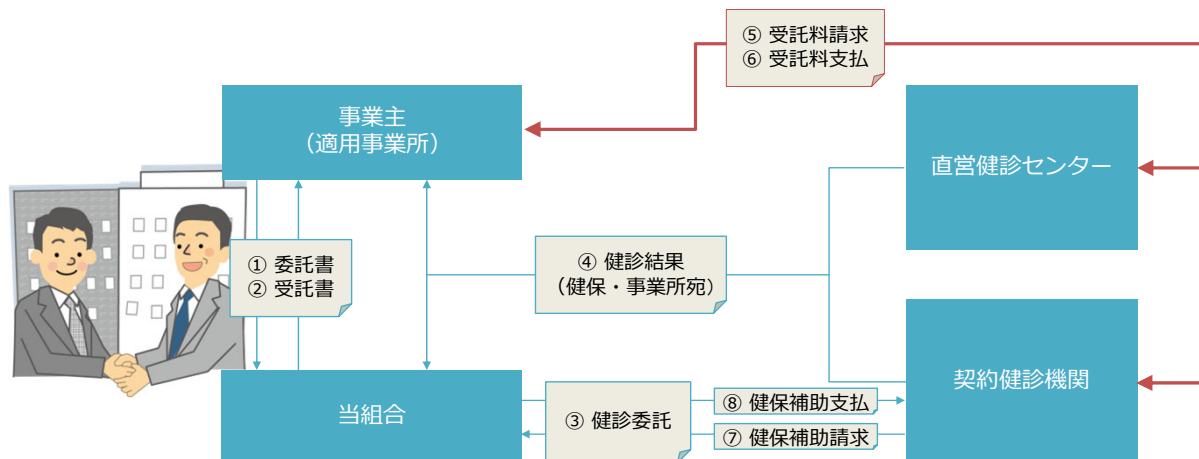 ⑤ 受託料請求
⑥ 受託料支払
事業主
（適用事業所）
直営健診センター
① 委託書
② 受託書
④ 健診結果
（健保・事業所宛）
当組合
③ 健診委託
⑧ 健保補助支払
⑦ 健保補助請求
契約健診機関